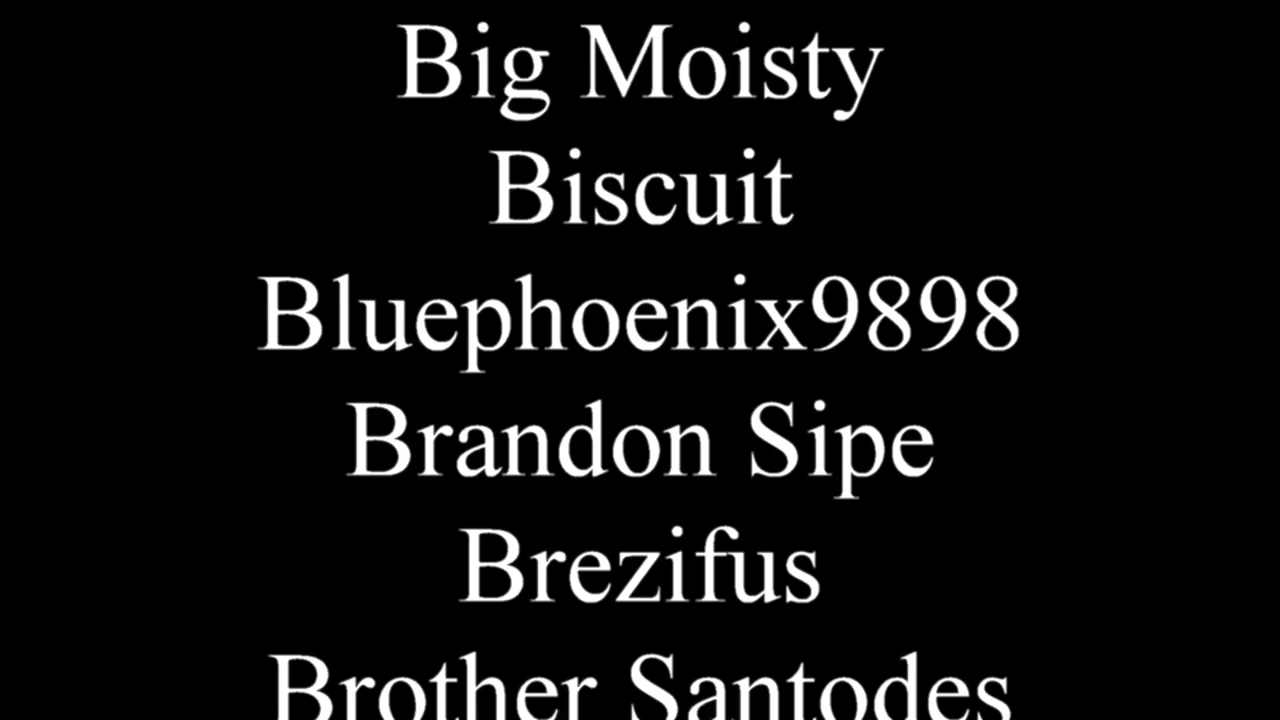 Big Moisty
Biscuit
Bluephoenix9898
Brandon Sipe
Brezifus
Brother Santodes